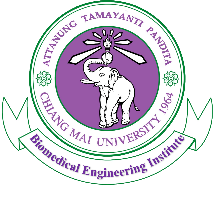 ATTANUNG TAMAYANTI PANDITA
CHIANG MAI UNIVERSITY 1964
Biomedical Engineering Institute